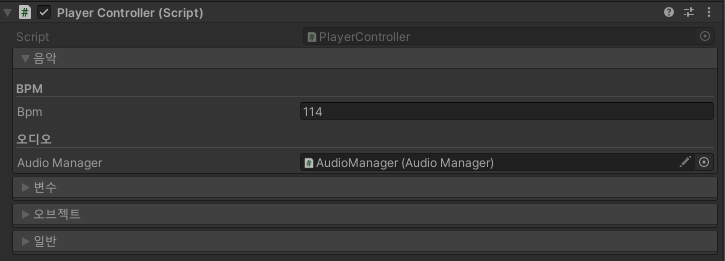 Player Controller (Script)
Script PlayerController
음악
BPM
Bpm 114
오디오
Audio Manager AudioManager (Audio Manager)
변수
오브젝트
일반